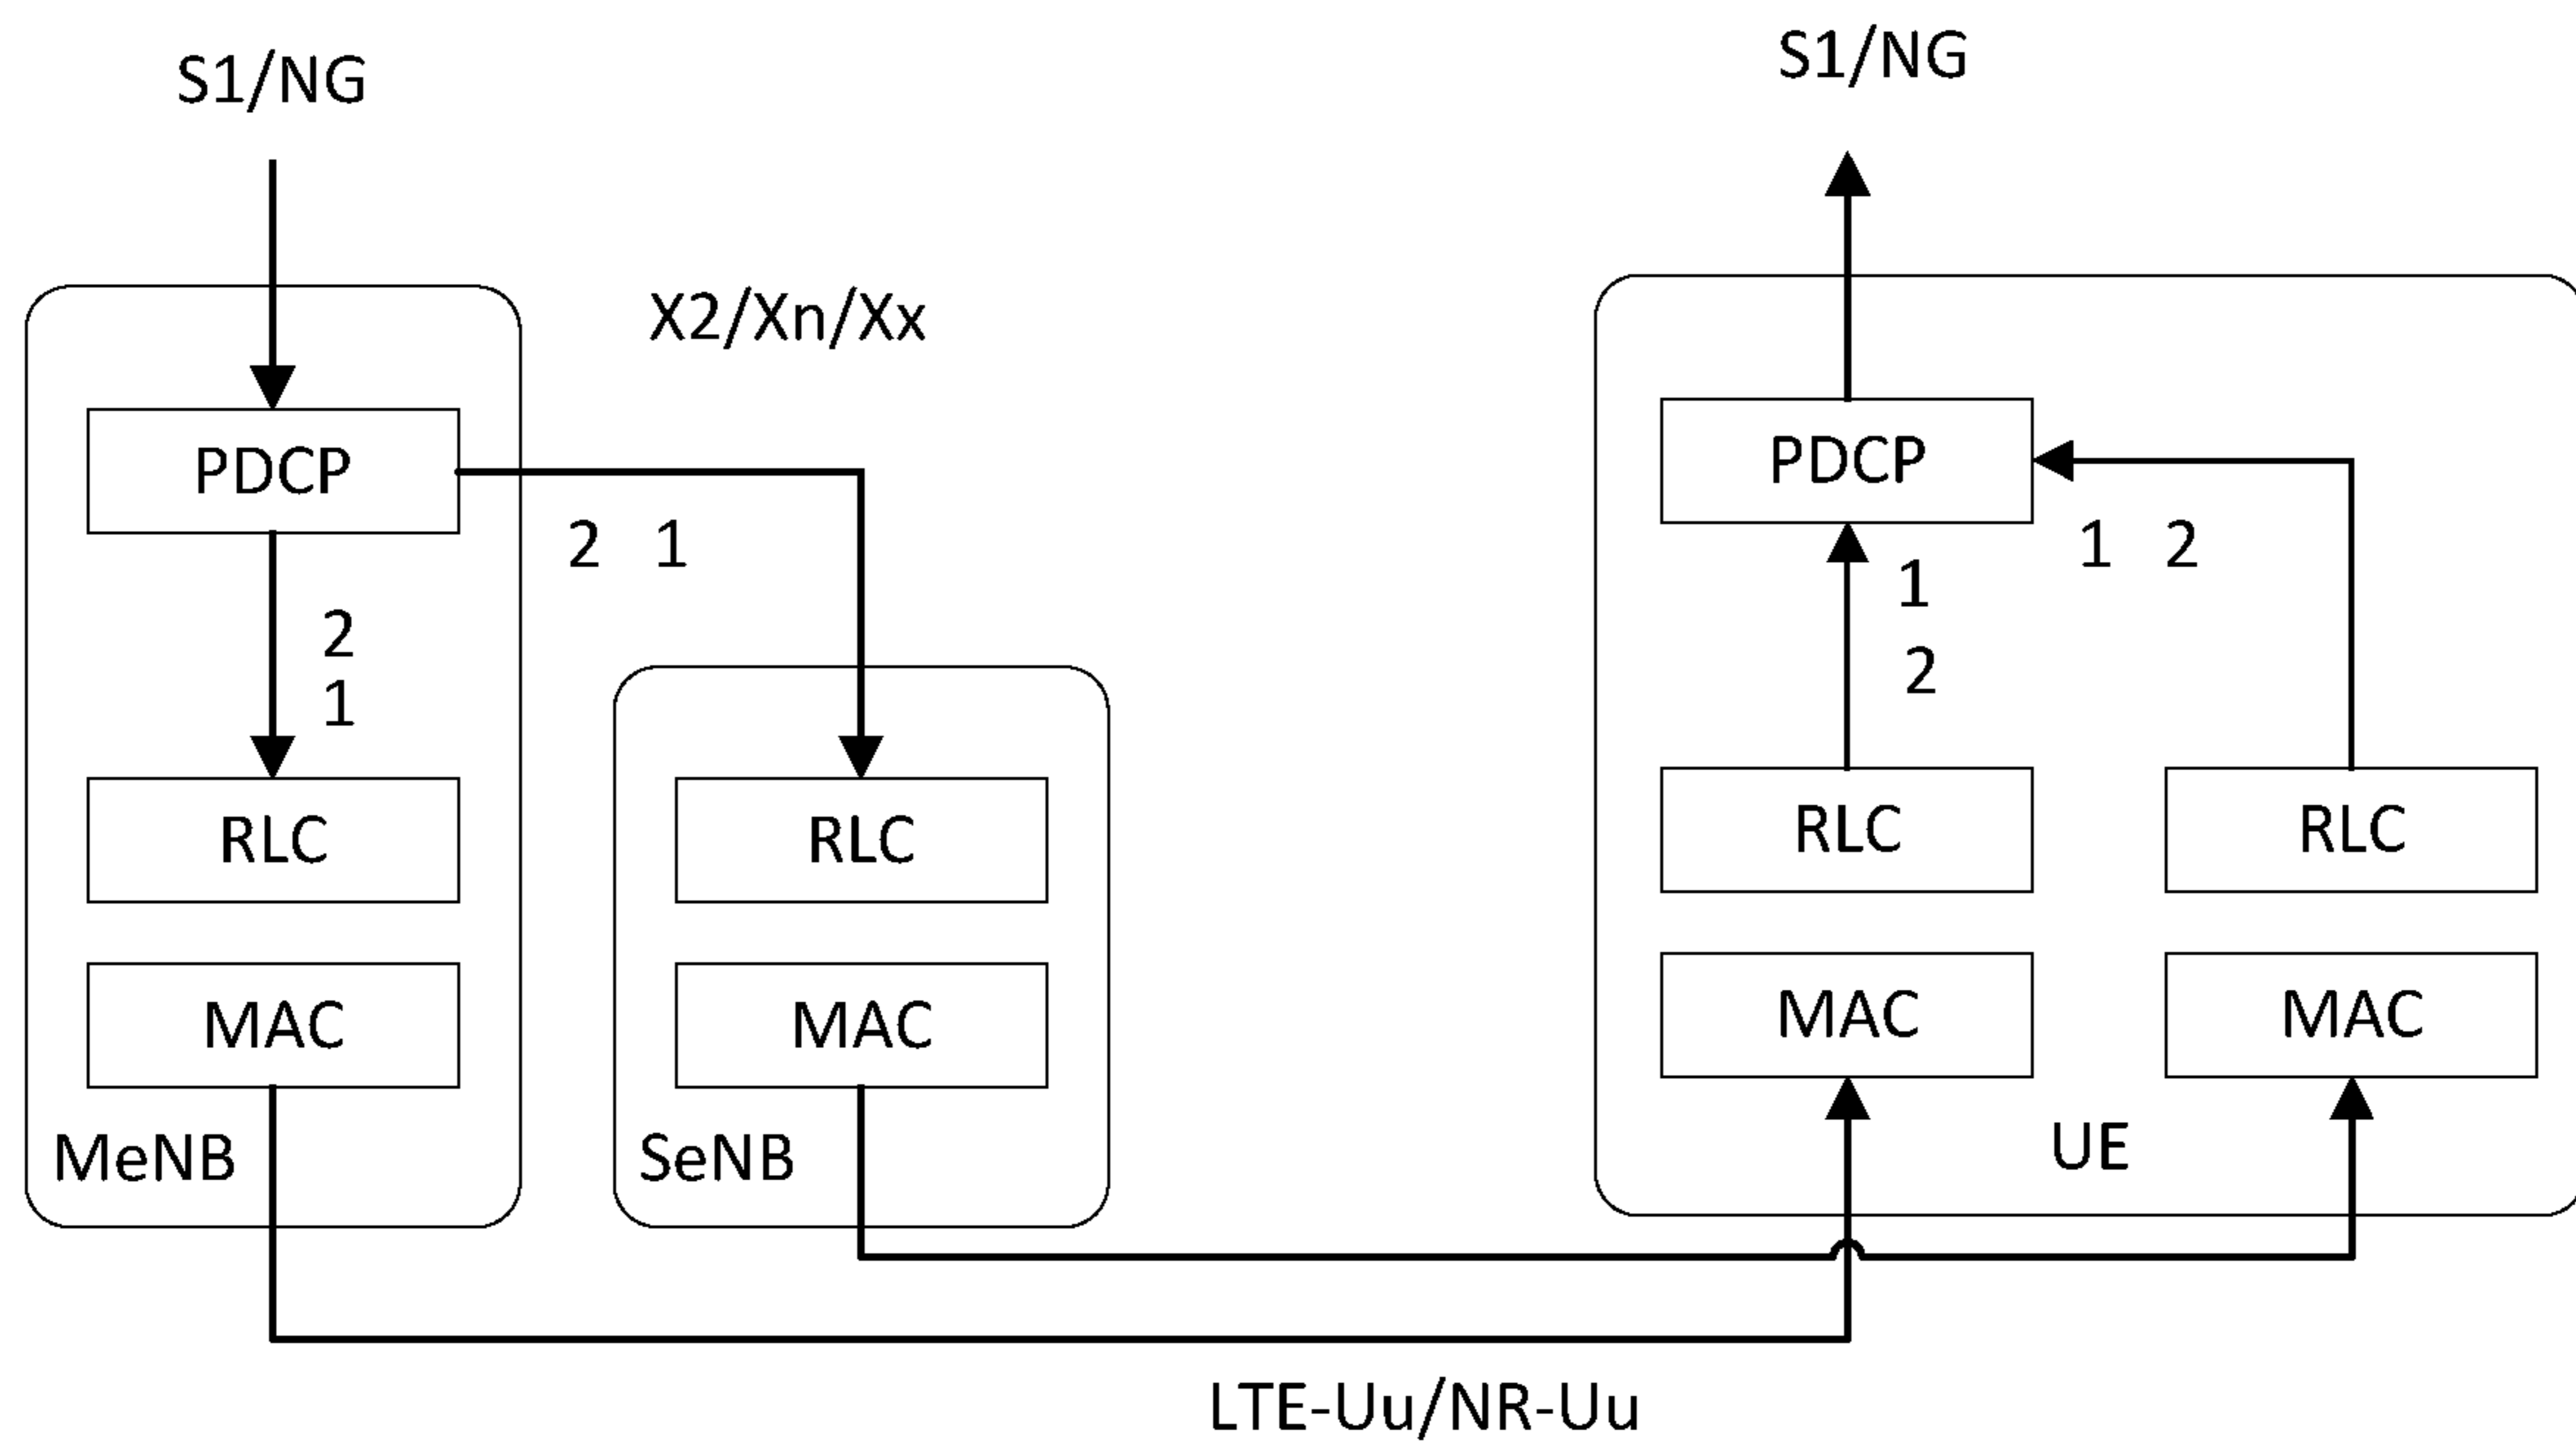 S1/NG
S1/NG
X2/Xn/Xx
PDCP
PDCP
2 1
1 2
1
2
2
1
RLC
RLC
RLC
RLC
MAC
MAC
MAC
MAC
MeNB
SeNB
UE
LTE-Uu/NR-Uu